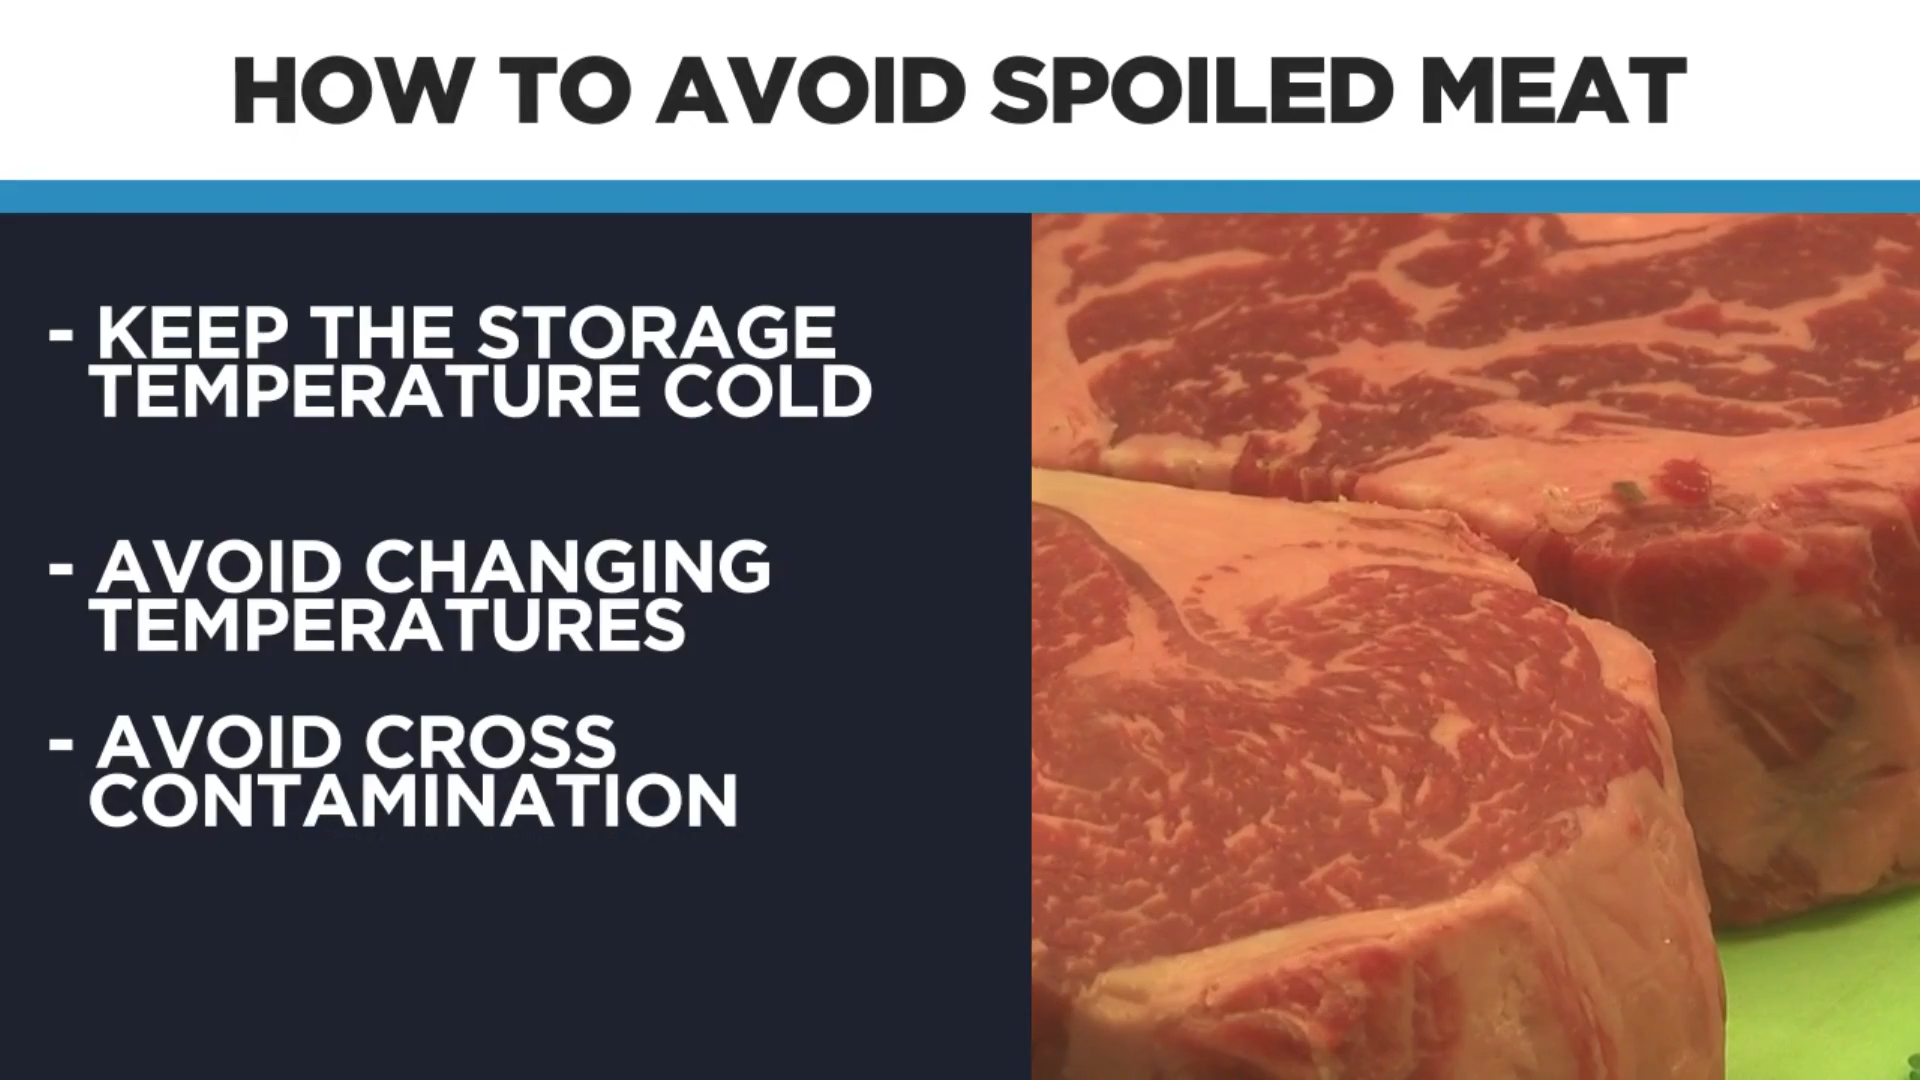 HOW TO AVOID SPOILED MEAT
- KEEP THE STORAGE
TEMPERATURE COLD
- AVOID CHANGING
TEMPERATURES
- AVOID CROSS
CONTAMINATION